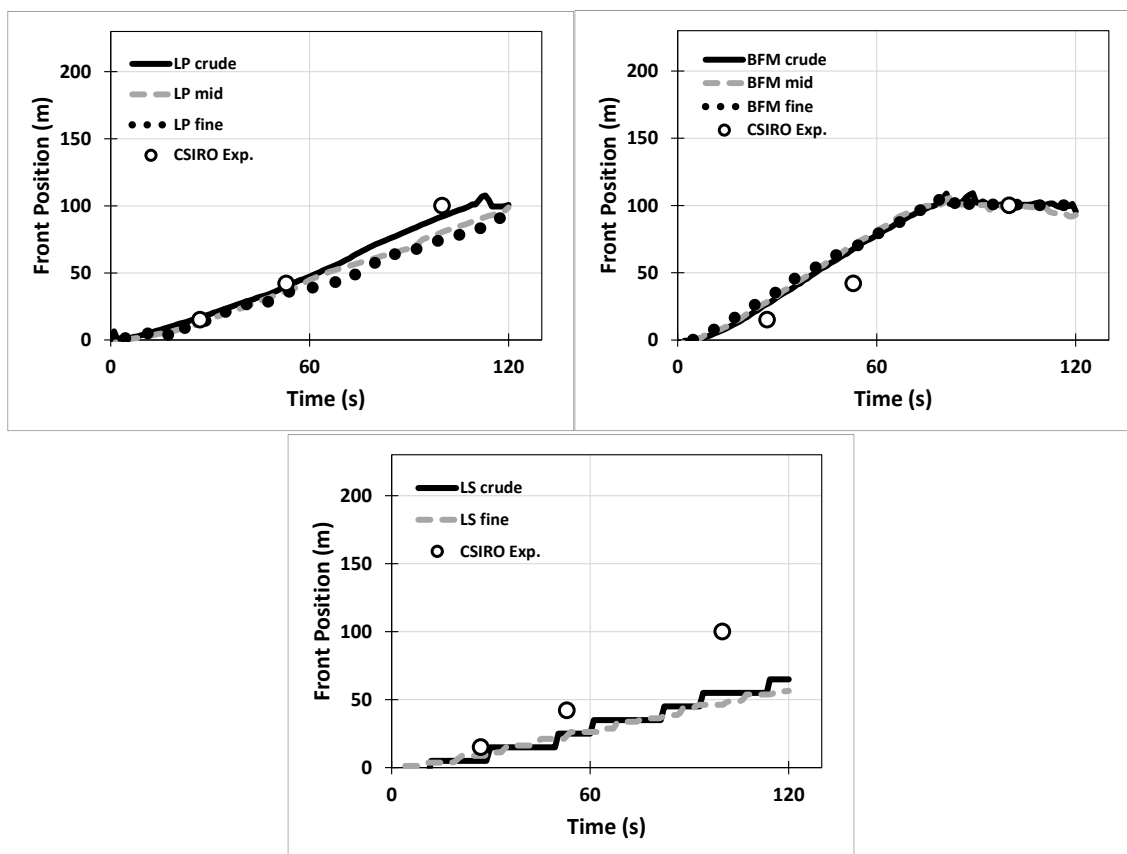 200
150
100
50
0
Front Position (m)
LP crude
LP mid
LP fine
CSIRO Exp.
0
60
120
Time (s)
200
150
100
50
0
Front Position (m)
BFM crude
BFM mid
BFM fine
CSIRO Exp.
0
60
120
Time (s)
200
150
100
50
0
Front Position (m)
LS crude
LS fine
CSIRO Exp.
0
60
120
Time (s)